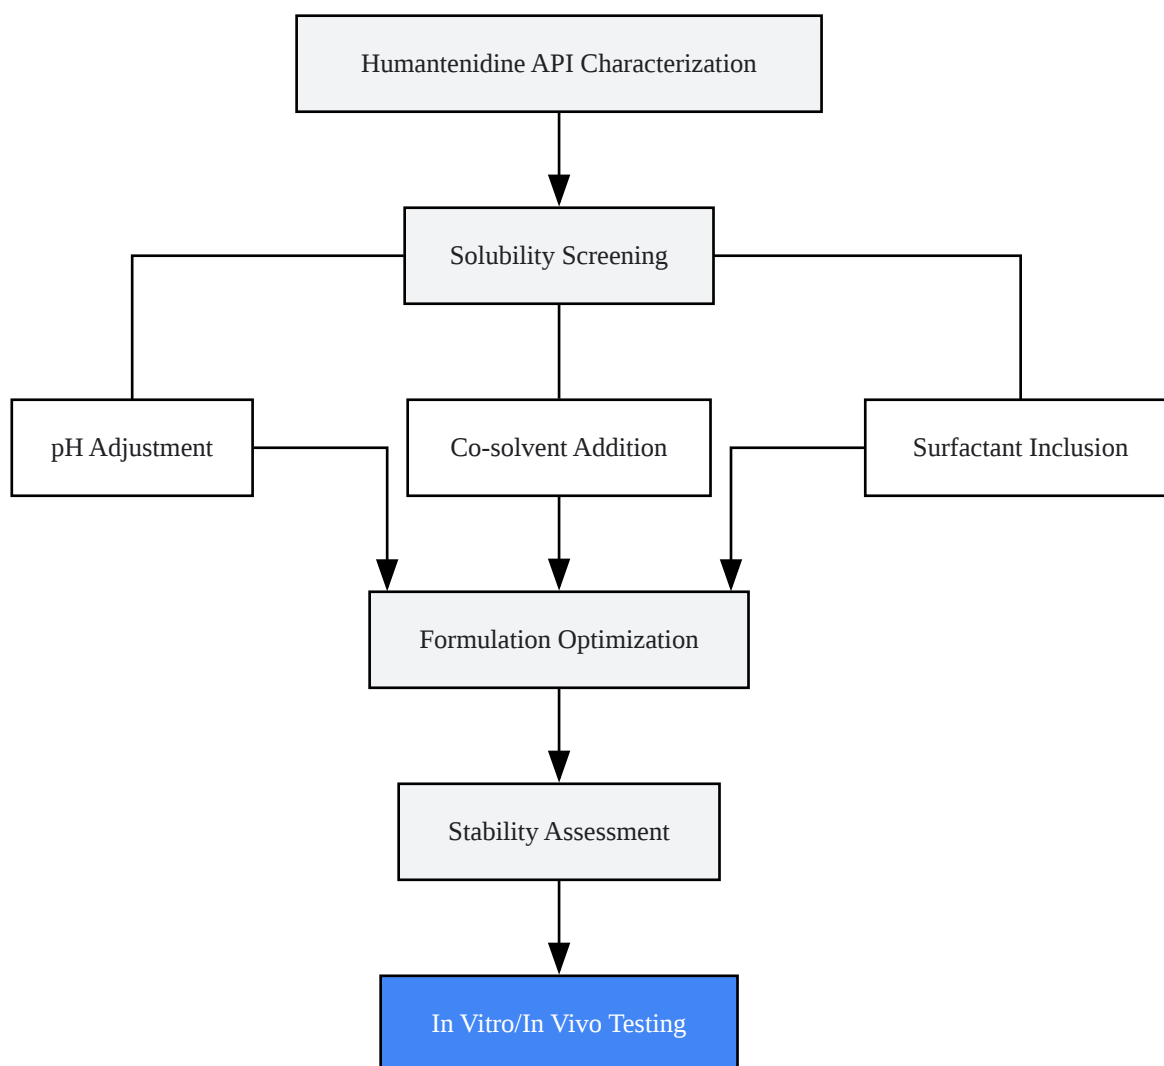 Humantenidine API Characterization
Solubility Screening
pH Adjustment
Co-solvent Addition
Surfactant Inclusion
Formulation Optimization
Stability Assessment
In Vitro/In Vivo Testing